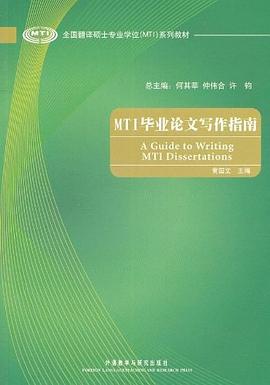 MTI
全国翻译硕士专业学位(MTI)系列教材
总主编: 何其莘 仲伟合 许 钧
MTI毕业论文写作指南
A Guide to Writing
MTI Dissertations
黄国文 主编
外语教学与研究出版社
FOREIGN LANGUAGE TEACHING AND RESEARCH PRESS